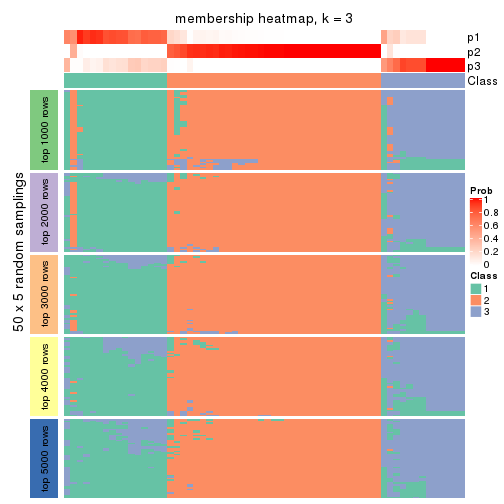 membership heatmap, k = 3
p1
p2
p3
Class
50 x 5 random samplings
top 1000 rows
top 2000 rows
top 3000 rows
top 4000 rows
top 5000 rows
Prob
1
0.8
0.6
0.4
0.2
0
Class
1
2
3